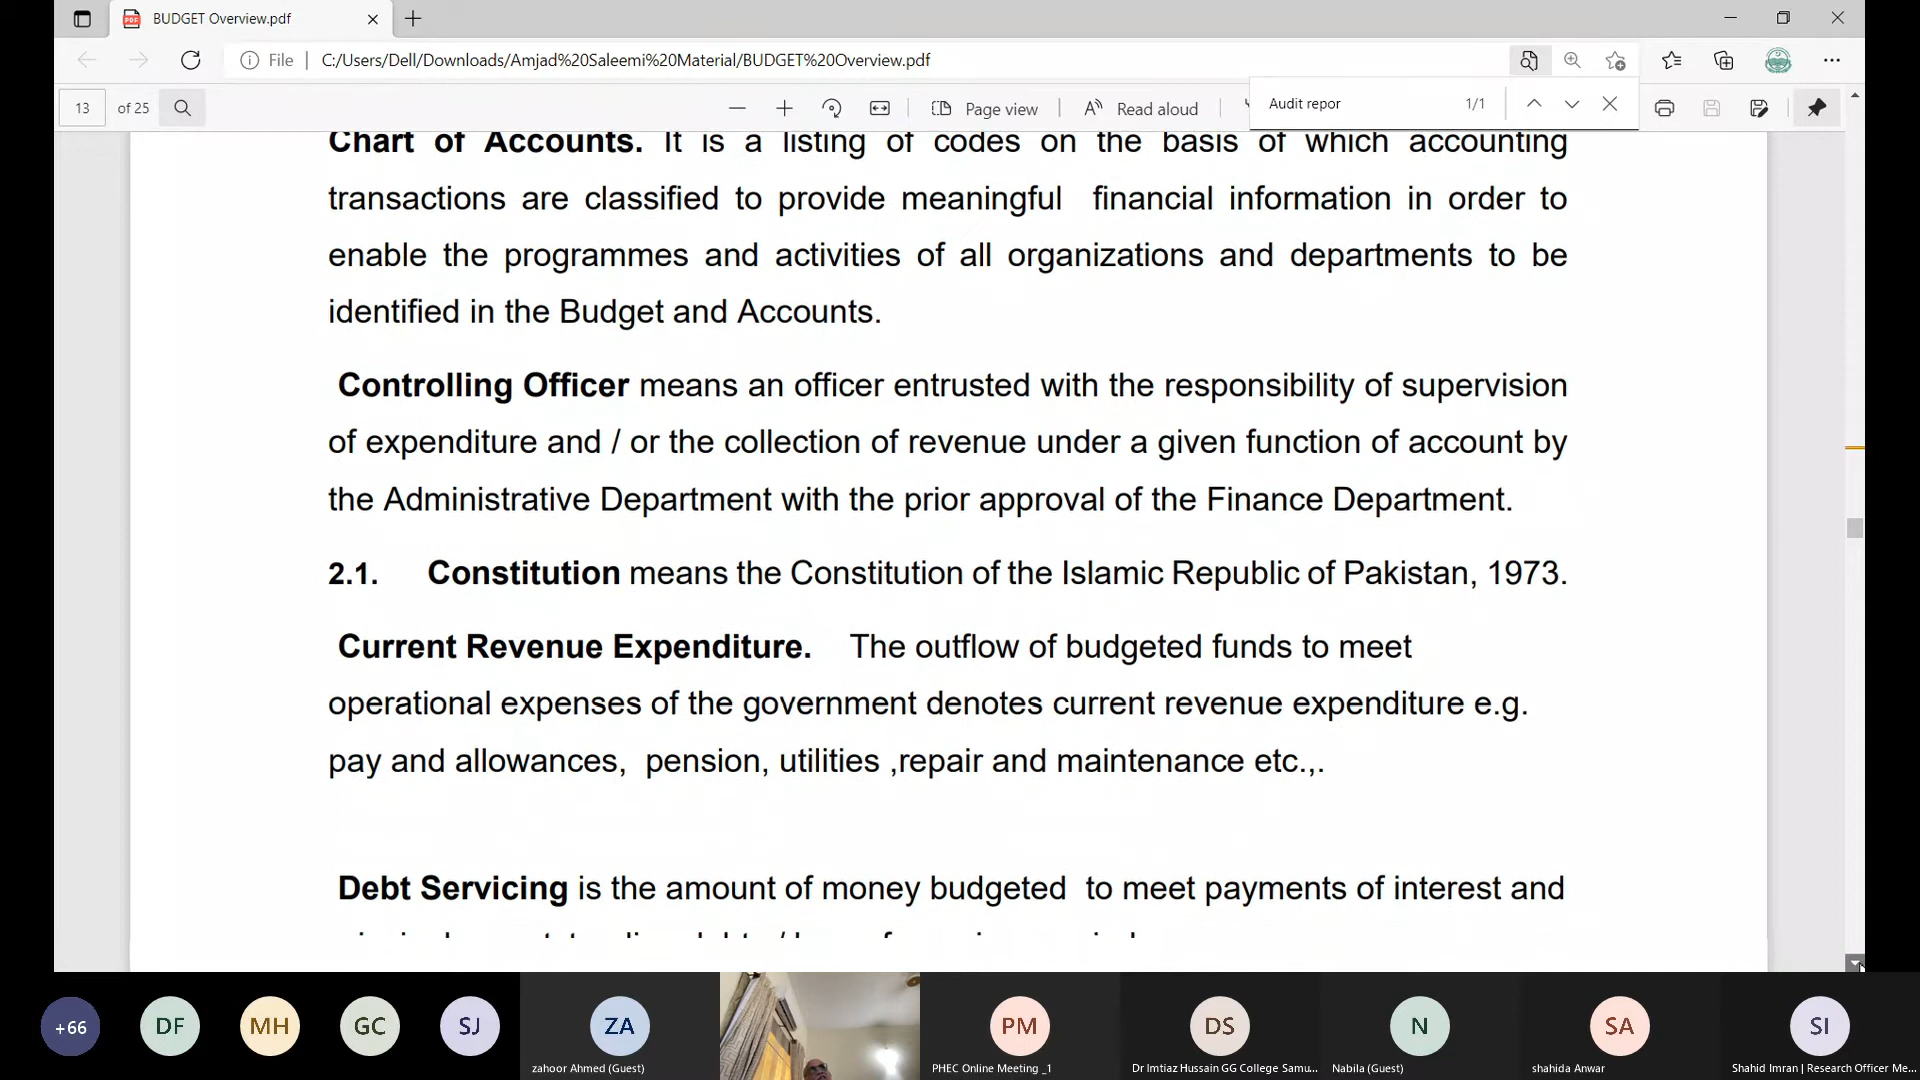 BUDGET Overview.pdf
File C:/Users/Dell/Downloads/Amjad%20Saleemi%20Material/BUDGET%20Overview.pdf
Audit repor 1/1
13 of 25 Page view Read aloud
Chart of Accounts. It is a listing of codes on the basis of which accounting
transactions are classified to provide meaningful financial information in order to
enable the programmes and activities of all organizations and departments to be
identified in the Budget and Accounts.
Controlling Officer means an officer entrusted with the responsibility of supervision
of expenditure and / or the collection of revenue under a given function of account by
the Administrative Department with the prior approval of the Finance Department.
2.1. Constitution means the Constitution of the Islamic Republic of Pakistan, 1973.
Current Revenue Expenditure. The outflow of budgeted funds to meet
operational expenses of the government denotes current revenue expenditure e.g.
pay and allowances, pension, utilities ,repair and maintenance etc.,.
Debt Servicing is the amount of money budgeted to meet payments of interest and
+66 DF MH GC SJ ZA PM DS N SA SI
zahoor Ahmed (Guest) PHEC Online Meeting _1 Dr Imtiaz Hussain GG College Samu... Nabila (Guest) shahida Anwar Shahid Imran | Research Officer Me...